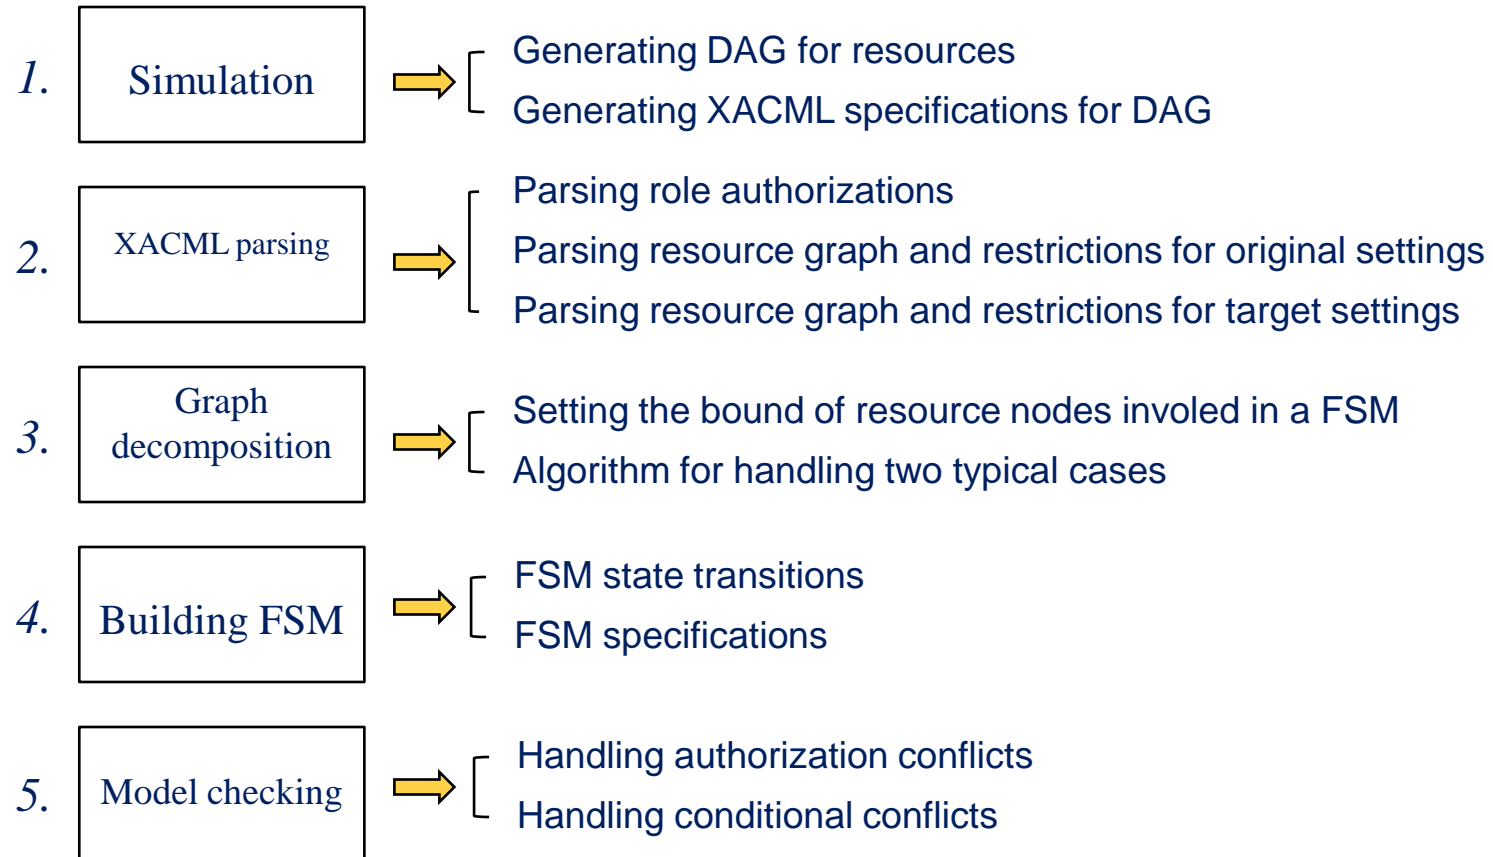 1.
Simulation
Generating DAG for resources
Generating XACML specifications for DAG
2.
XACML parsing
Parsing role authorizations
Parsing resource graph and restrictions for original settings
Parsing resource graph and restrictions for target settings
3.
Graph
decomposition
Setting the bound of resource nodes involed in a FSM
Algorithm for handling two typical cases
4.
Building FSM
FSM state transitions
FSM specifications
5.
Model checking
Handling authorization conflicts
Handling conditional conflicts